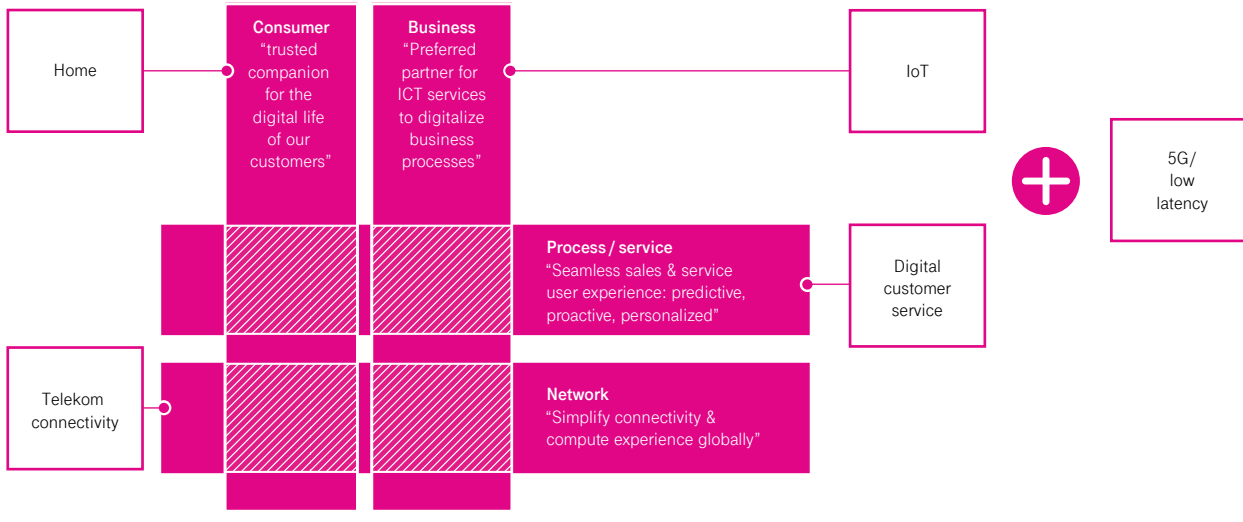 Home
Consumer
“trusted
companion
for the
digital life
of our
customers”
Business
“Preferred
partner for
ICT services
to digitalize
business
processes”
IoT
5G/
low
latency
Process / service
“Seamless sales & service
user experience: predictive,
proactive, personalized”
Digital
customer
service
Telekom
connectivity
Network
“Simplify connectivity &
compute experience globally”